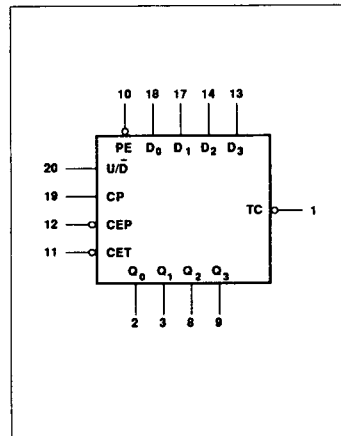 10 18 17 14 13
PE D0 D1 D2 D3
20 U/D̅
19 CP
12 CEP
11 CET
TC 1
Q0 Q1 Q2 Q3
2 3 8 9